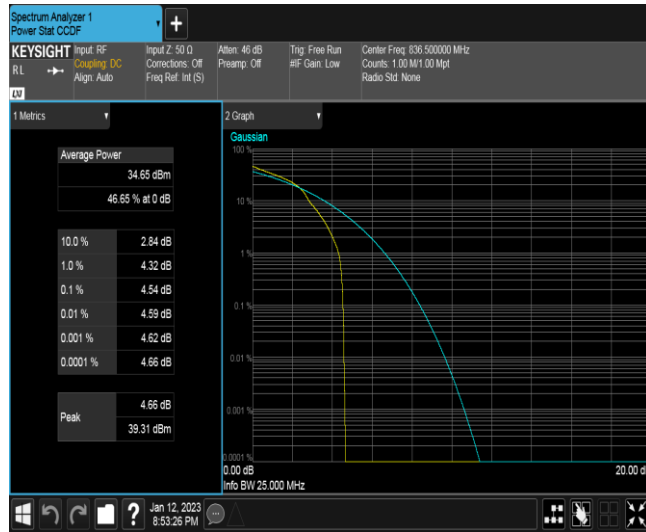 Spectrum Analyzer 1
Power Stat CCDF
+
KEYSIGHT
RL
LXI
Input: RF
Coupling: DC
Align: Auto
Input Z: 50 Ω
Corrections: Off
Freq Ref: Int (S)
Atten: 46 dB
Preamp: Off
Trig: Free Run
#IF Gain: Low
Center Freq: 836.500000 MHz
Counts: 1.00 M/1.00 Mpt
Radio Std: None
1 Metrics
Average Power
34.65 dBm
46.65 % at 0 dB
10.0 % 2.84 dB
1.0 % 4.32 dB
0.1 % 4.54 dB
0.01 % 4.59 dB
0.001 % 4.62 dB
0.0001 % 4.66 dB
Peak
4.66 dB
39.31 dBm
2 Graph
Gaussian
100 %
10 %
1 %
0.1 %
0.01 %
0.001 %
0.0001 %
0.00 dB
20.00 d
Info BW 25.000 MHz
?
Jan 12, 2023
8:53:26 PM